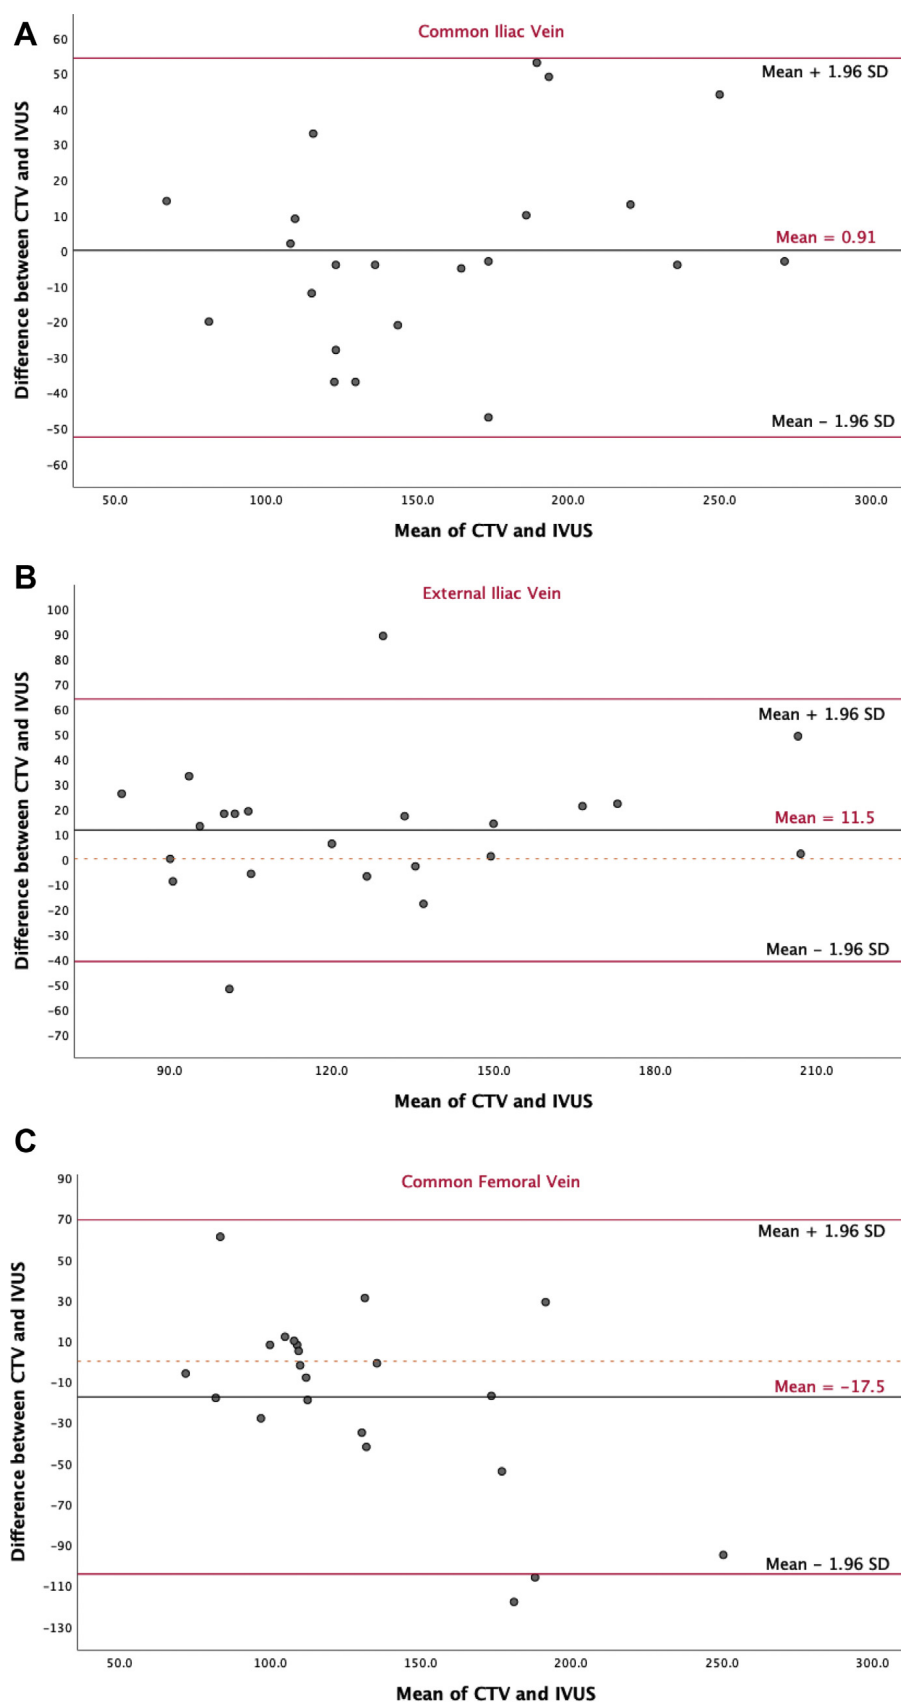 A
Common Iliac Vein
Mean + 1.96 SD
Mean = 0.91
Mean − 1.96 SD
Difference between CTV and IVUS
60
50
40
30
20
10
0
−10
−20
−30
−40
−50
−60
50.0 100.0 150.0 200.0 250.0 300.0
Mean of CTV and IVUS
B
External Iliac Vein
Mean + 1.96 SD
Mean = 11.5
Mean − 1.96 SD
Difference between CTV and IVUS
100
90
80
70
60
50
40
30
20
10
0
−10
−20
−30
−40
−50
−60
−70
90.0 120.0 150.0 180.0 210.0
Mean of CTV and IVUS
C
Common Femoral Vein
Mean + 1.96 SD
Mean = −17.5
Mean − 1.96 SD
Difference between CTV and IVUS
90
70
50
30
10
−10
−30
−50
−70
−90
−110
−130
50.0 100.0 150.0 200.0 250.0 300.0
Mean of CTV and IVUS